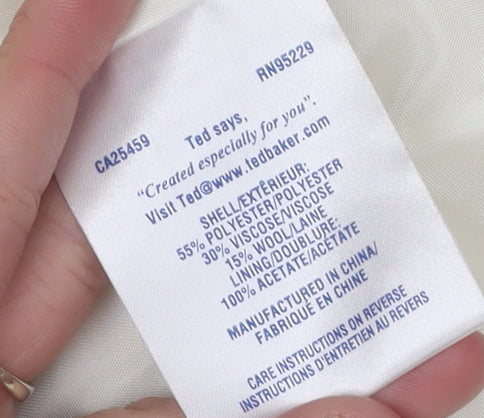 CA25459 RN95229
Ted says,
"Created especially for you".
Visit Ted@www.tedbaker.com
SHELL/EXTÉRIEUR:
55% POLYESTER/POLYESTER
30% VISCOSE/VISCOSE
15% WOOL/LAINE
LINING/DOUBLURE:
100% ACETATE/ACETATE
MANUFACTURED IN CHINA/
FABRIQUÉ EN CHINE
CARE INSTRUCTIONS ON REVERSE
INSTRUCTIONS D'ENTRETIEN AU REVERS